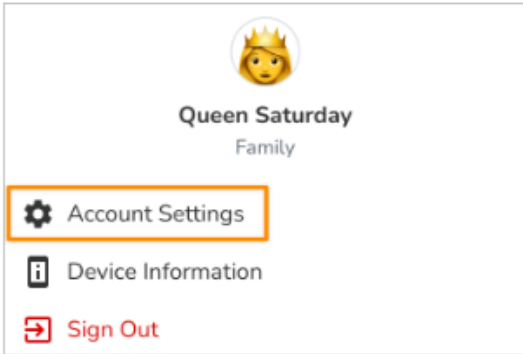 Queen Saturday
Family
Account Settings
Device Information
Sign Out